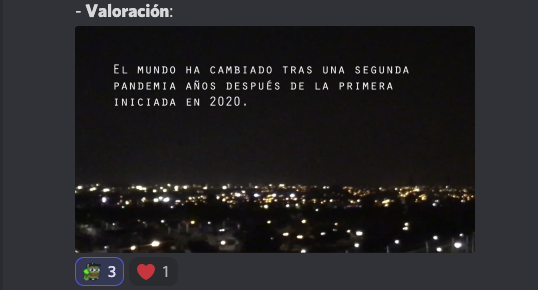 - Valoración:
EL MUNDO HA CAMBIADO TRAS UNA SEGUNDA
PANDEMIA AÑOS DESPUÉS DE LA PRIMERA
INICIADA EN 2020.
3 1